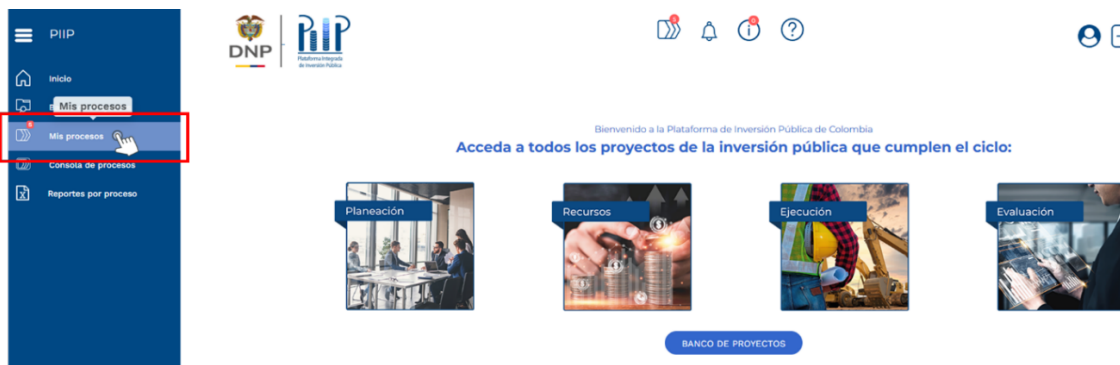 PIIP
Inicio
Mis procesos
5
Mis procesos
Consola de procesos
Reportes por proceso
DNP
PIIP
Plataforma Integrada
de Inversión Pública
5
0
Bienvenido a la Plataforma de Inversión Pública de Colombia
Acceda a todos los proyectos de la inversión pública que cumplen el ciclo:
Planeación
Recursos
Ejecución
Evaluación
BANCO DE PROYECTOS